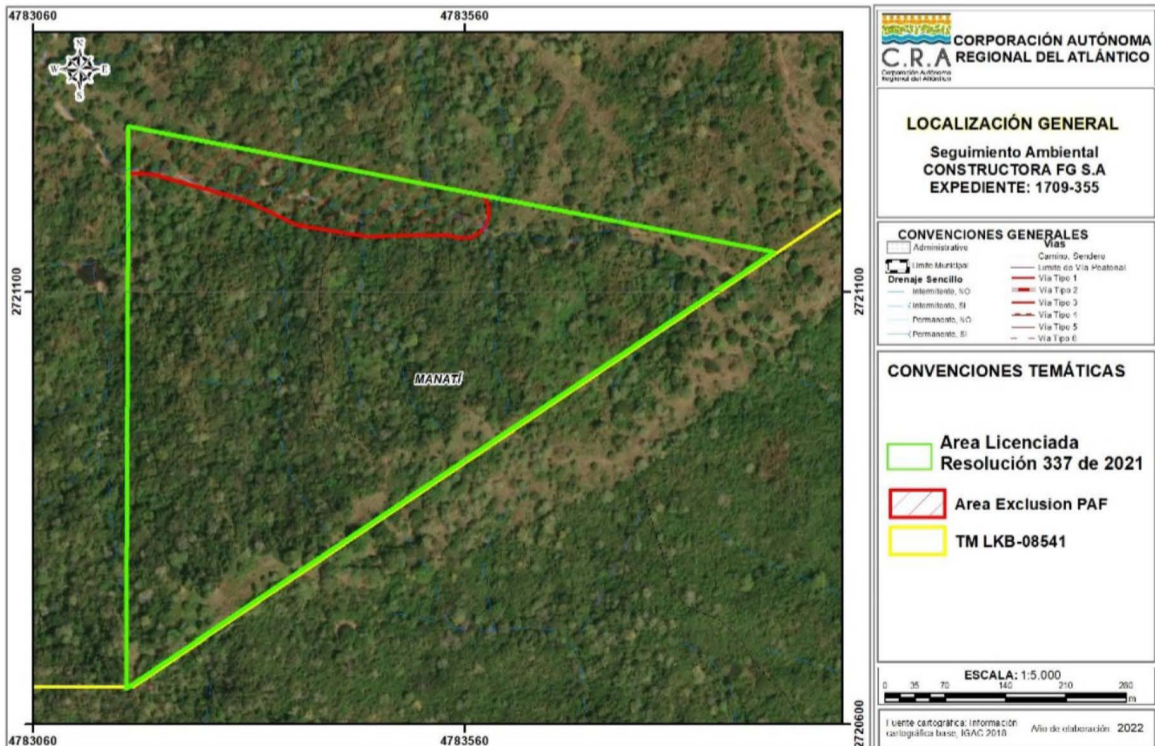 4783060
4783560
N
W
E
S
2721100
2721100
MANATÍ
2720600
4783060
4783560
C.R.A
Corporación Autónoma
Regional del Atlántico
CORPORACIÓN AUTÓNOMA
REGIONAL DEL ATLÁNTICO
LOCALIZACIÓN GENERAL
Seguimiento Ambiental
CONSTRUCTORA FG S.A
EXPEDIENTE: 1709-355
CONVENCIONES GENERALES
Administrativo
Limite Municipal
Drenaje Sencillo
Intermitente, NO
Intermitente, SI
Permanente, NO
Permanente, SI
Vías
Camino, Sendero
Limite de Vía Peatonal
Vía Tipo 1
Vía Tipo 2
Vía Tipo 3
Vía Tipo 4
Vía Tipo 5
Vía Tipo 6
CONVENCIONES TEMÁTICAS
Area Licenciada
Resolución 337 de 2021
Area Exclusion PAF
TM LKB-08541
ESCALA: 1:5.000
0 35 70 140 210 280
m
Fuente cartográfica: Información
cartográfica base, IGAC 2018
Año de elaboración 2022